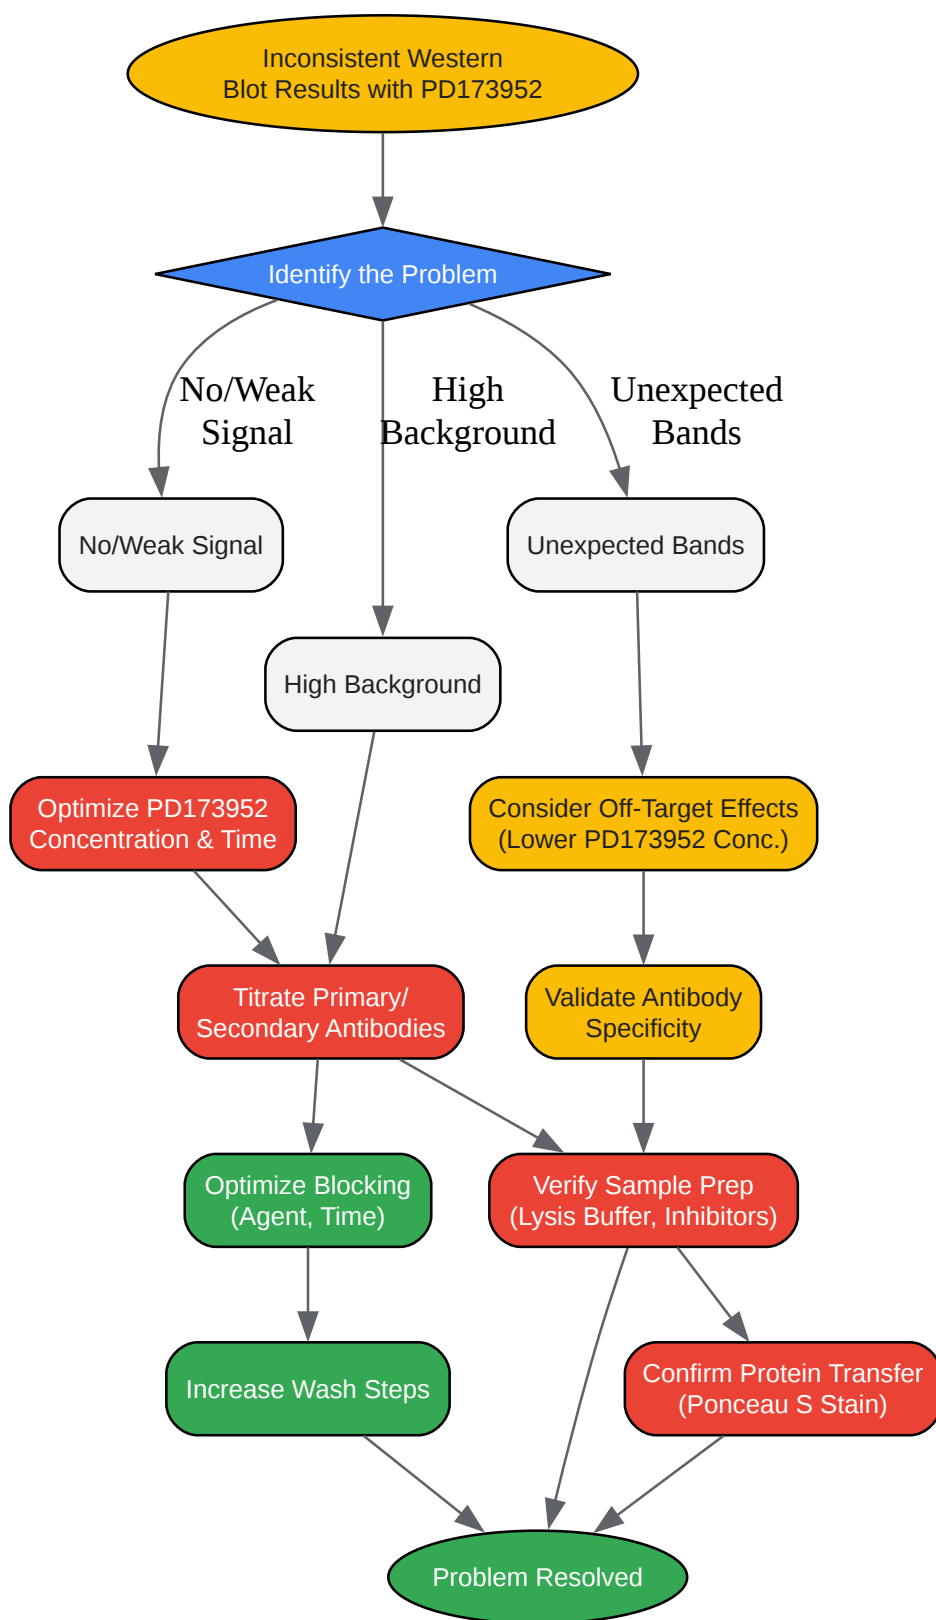 Inconsistent Western
Blot Results with PD173952
Identify the Problem
No/Weak
Signal
High
Background
Unexpected
Bands
No/Weak Signal
Unexpected Bands
High Background
Optimize PD173952
Concentration & Time
Consider Off-Target Effects
(Lower PD173952 Conc.)
Titrate Primary/
Secondary Antibodies
Validate Antibody
Specificity
Optimize Blocking
(Agent, Time)
Verify Sample Prep
(Lysis Buffer, Inhibitors)
Increase Wash Steps
Confirm Protein Transfer
(Ponceau S Stain)
Problem Resolved